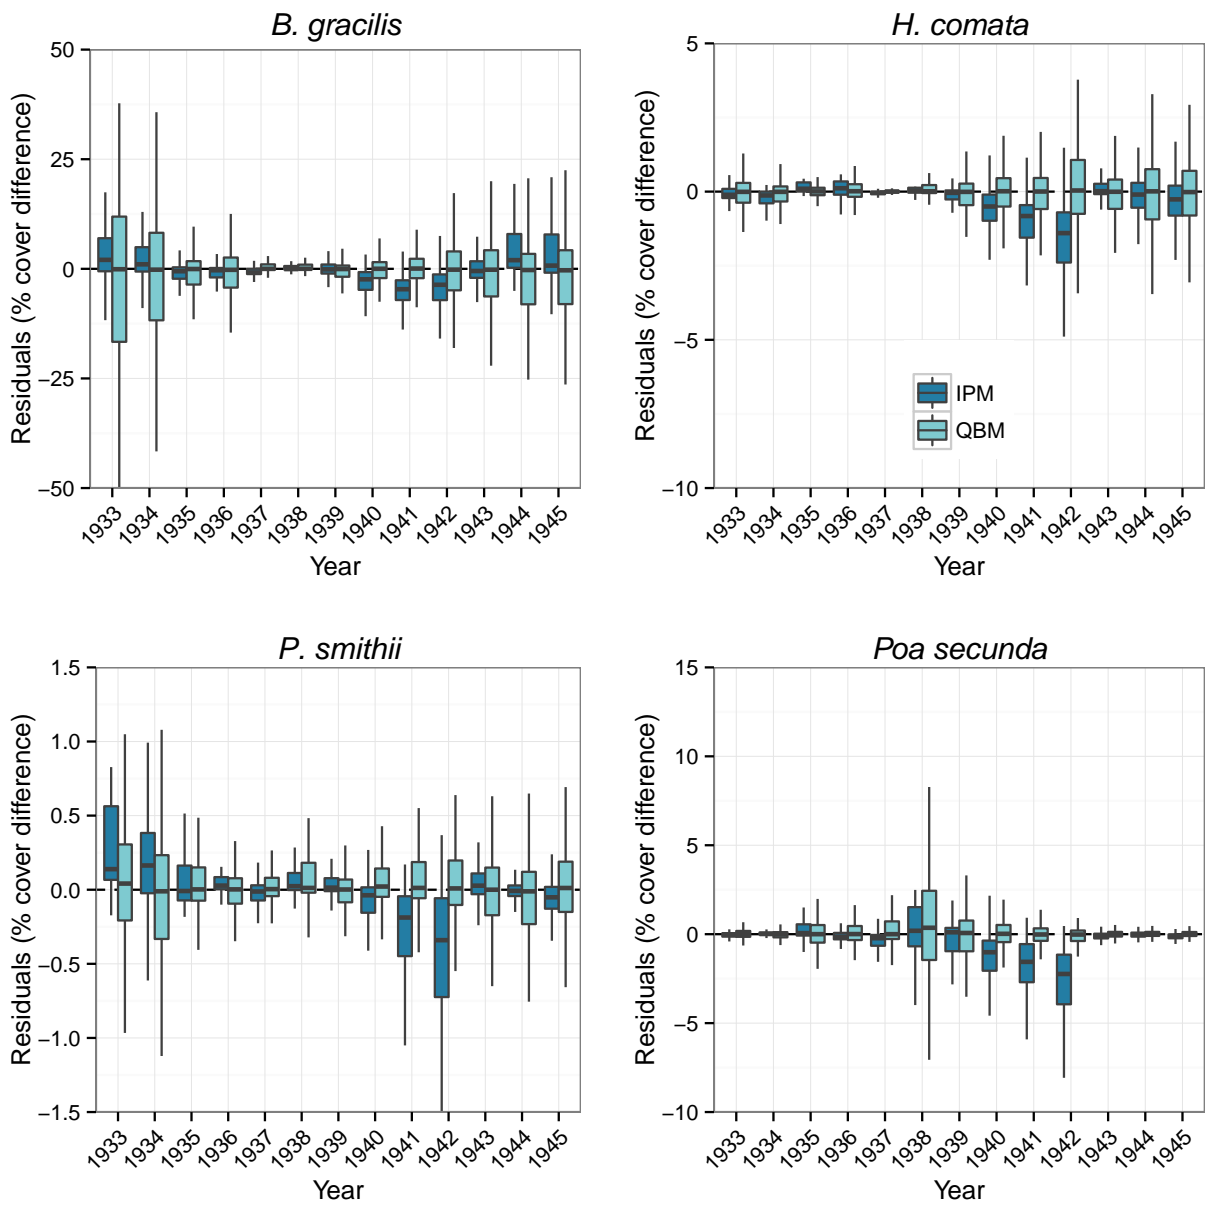 B. gracilis
50
25
0
−25
−50
Residuals (% cover difference)
1933 1934 1935 1936 1937 1938 1939 1940 1941 1942 1943 1944 1945
Year
H. comata
5
0
−5
−10
Residuals (% cover difference)
IPM
QBM
1933 1934 1935 1936 1937 1938 1939 1940 1941 1942 1943 1944 1945
Year
P. smithii
1.5
1.0
0.5
0.0
−0.5
−1.0
−1.5
Residuals (% cover difference)
1933 1934 1935 1936 1937 1938 1939 1940 1941 1942 1943 1944 1945
Year
Poa secunda
15
10
5
0
−5
−10
Residuals (% cover difference)
1933 1934 1935 1936 1937 1938 1939 1940 1941 1942 1943 1944 1945
Year